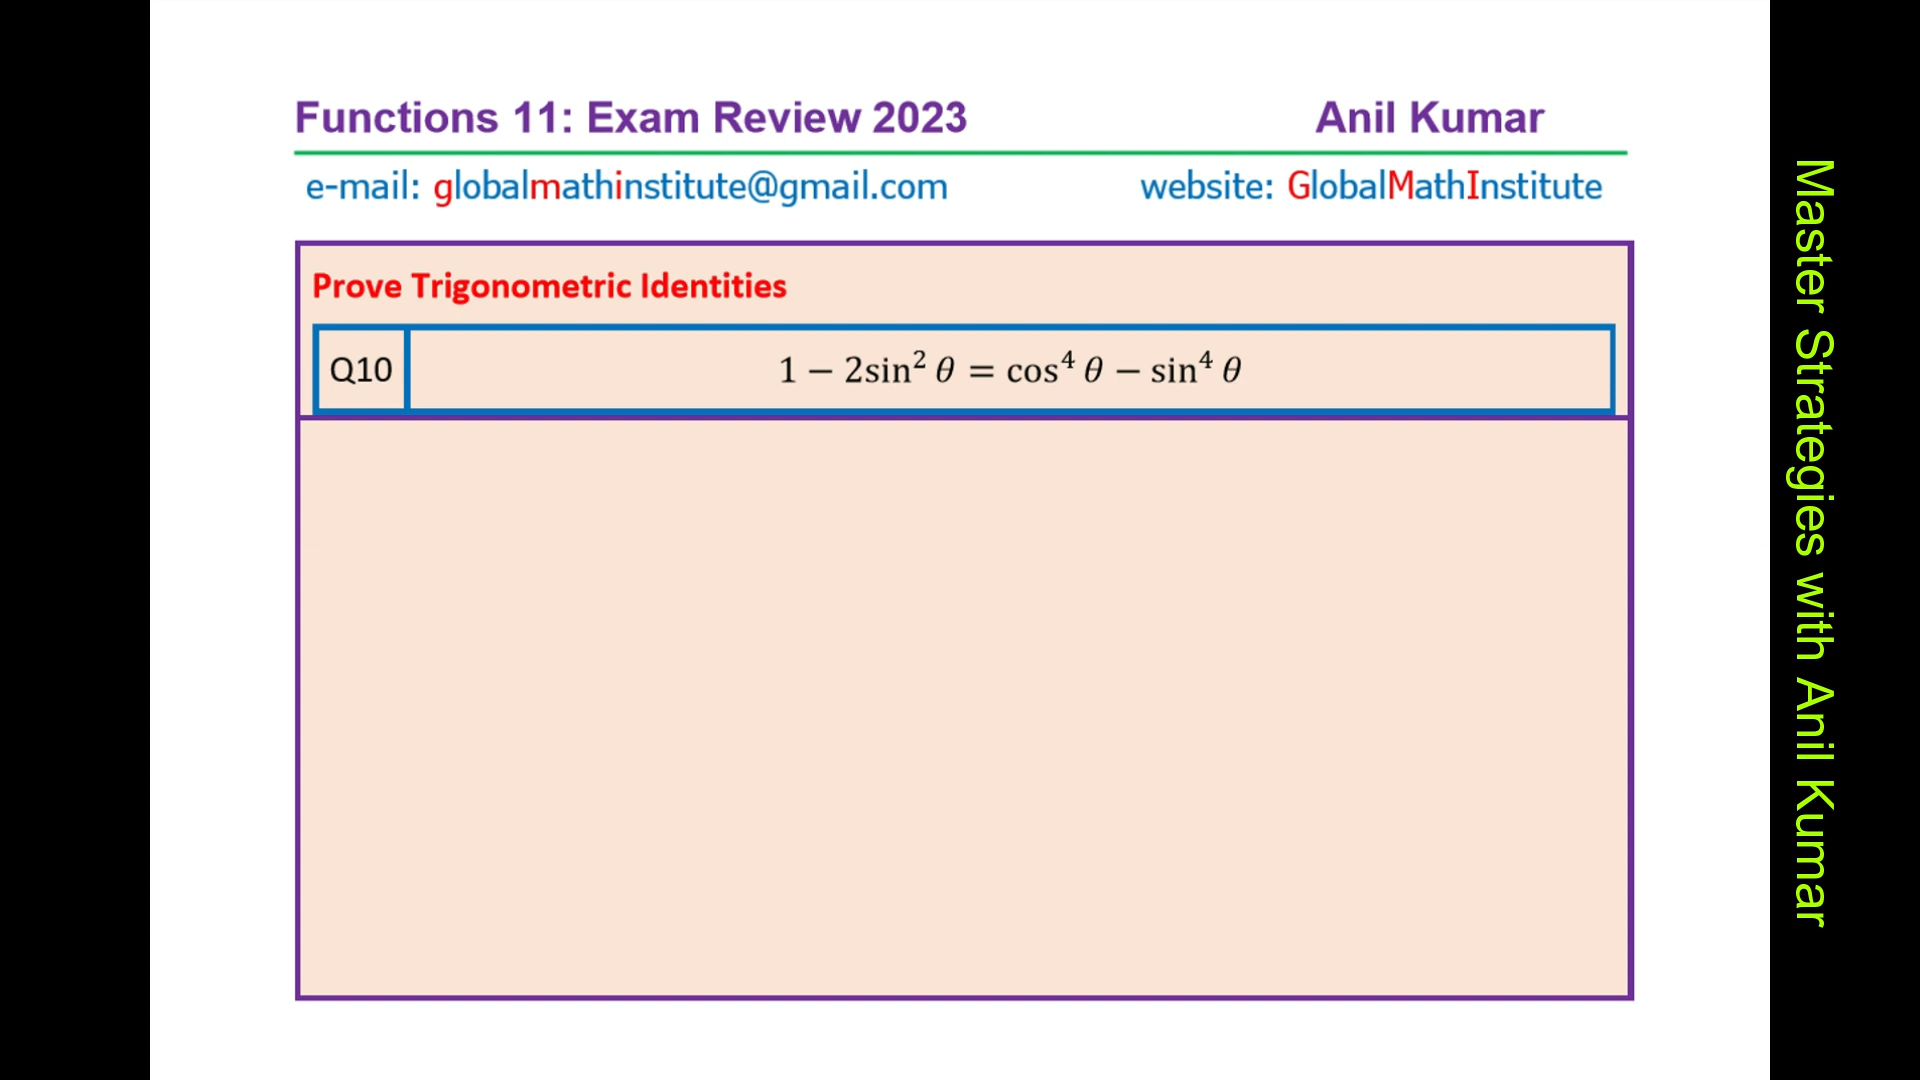 Functions 11: Exam Review 2023 Anil Kumar
e-mail: globalmathinstitute@gmail.com website: GlobalMathInstitute
Prove Trigonometric Identities
Q10 1 − 2sin² θ = cos⁴ θ − sin⁴ θ
Master Strategies with Anil Kumar